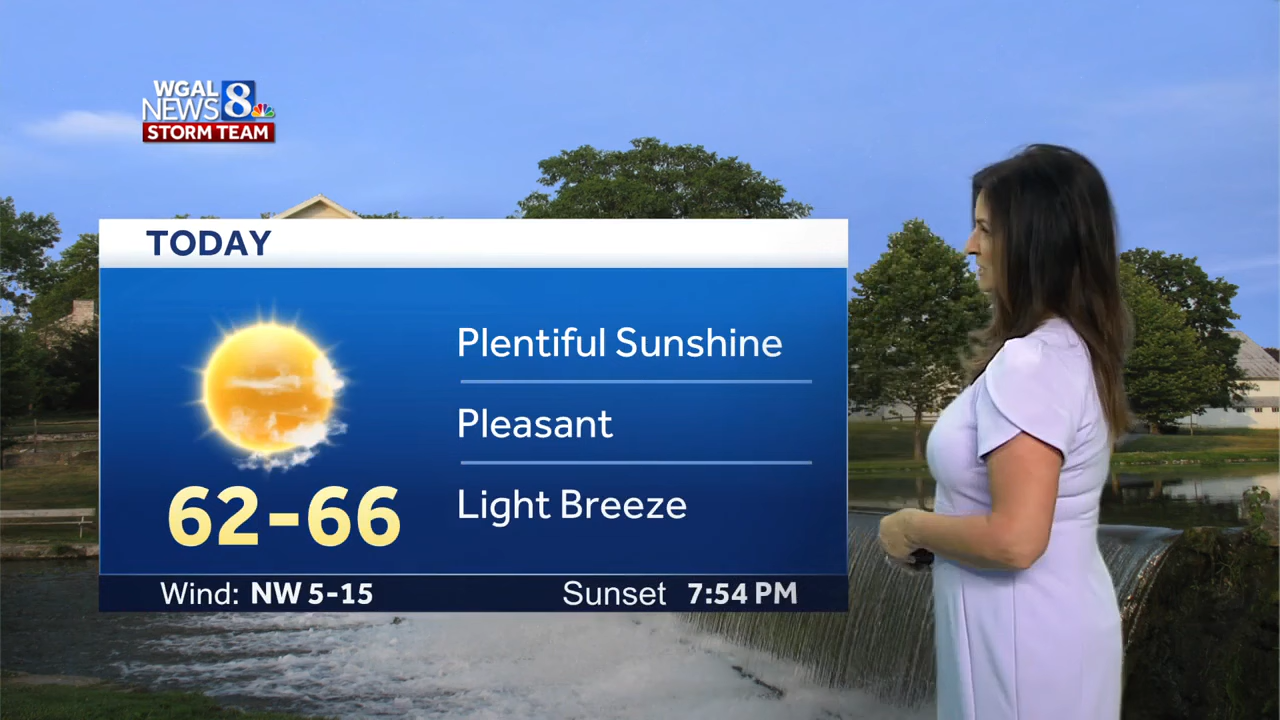 WGAL
NEWS 8
STORM TEAM
TODAY
Plentiful Sunshine
Pleasant
Light Breeze
62-66
Wind: NW 5-15
Sunset 7:54 PM